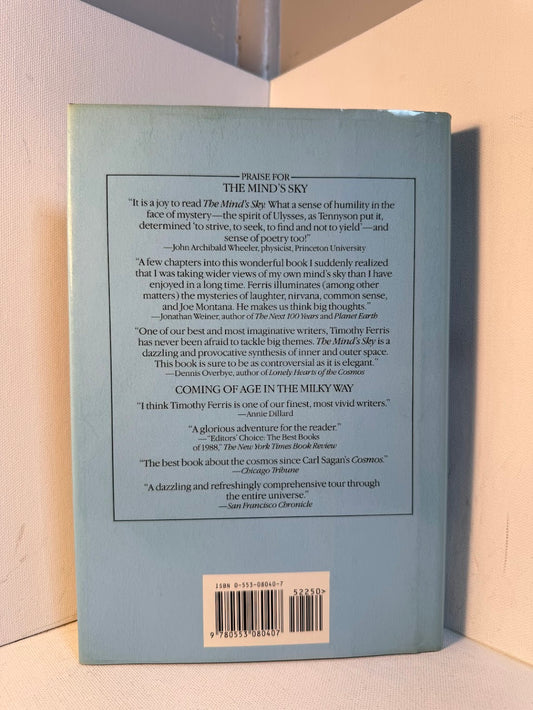 PRAISE FOR
THE MIND'S SKY
"It is a joy to read The Mind's Sky. What a sense of humility in the
face of mystery—the spirit of Ulysses, as Tennyson put it,
determined 'to strive, to seek, to find and not to yield'—and
sense of poetry too!"
—John Archibald Wheeler, physicist, Princeton University
"A few chapters into this wonderful book I suddenly realized
that I was taking wider views of my own mind's sky than I have
enjoyed in a long time. Ferris illuminates (among other
matters) the mysteries of laughter, nirvana, common sense,
and Joe Montana. He makes us think big thoughts."
—Jonathan Weiner, author of The Next 100 Years and Planet Earth
"One of our best and most imaginative writers, Timothy Ferris
has never been afraid to tackle big themes. The Mind's Sky is a
dazzling and provocative synthesis of inner and outer space.
This book is sure to be as controversial as it is elegant."
—Dennis Overbye, author of Lonely Hearts of the Cosmos
COMING OF AGE IN THE MILKY WAY
"I think Timothy Ferris is one of our finest, most vivid writers."
—Annie Dillard
"A glorious adventure for the reader."
—"Editors' Choice: The Best Books
of 1988," The New York Times Book Review
"The best book about the cosmos since Carl Sagan's Cosmos."
—Chicago Tribune
"A dazzling and refreshingly comprehensive tour through
the entire universe."
—San Francisco Chronicle
ISBN 0-553-08040-7
52250>
9 780553 080407